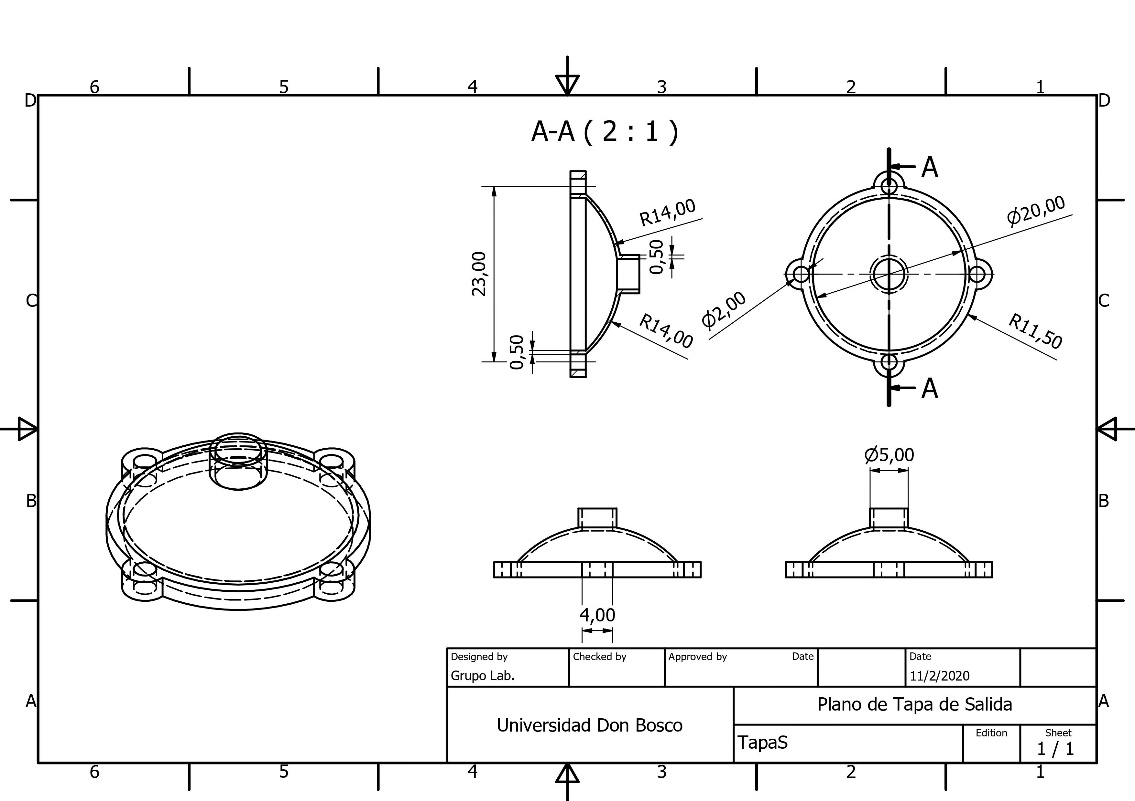 6 5 4 3 2 1
D D
A-A ( 2 : 1 )
A
R14,00
Ø20,00
0,50
23,00
C C
Ø2,00
R14,00
R11,50
0,50
A
Ø5,00
B B
4,00
Designed by Checked by Approved by Date Date
Grupo Lab. 11/2/2020
A A
Plano de Tapa de Salida
Universidad Don Bosco
Edition Sheet
TapaS 1 / 1
6 5 4 3 2 1